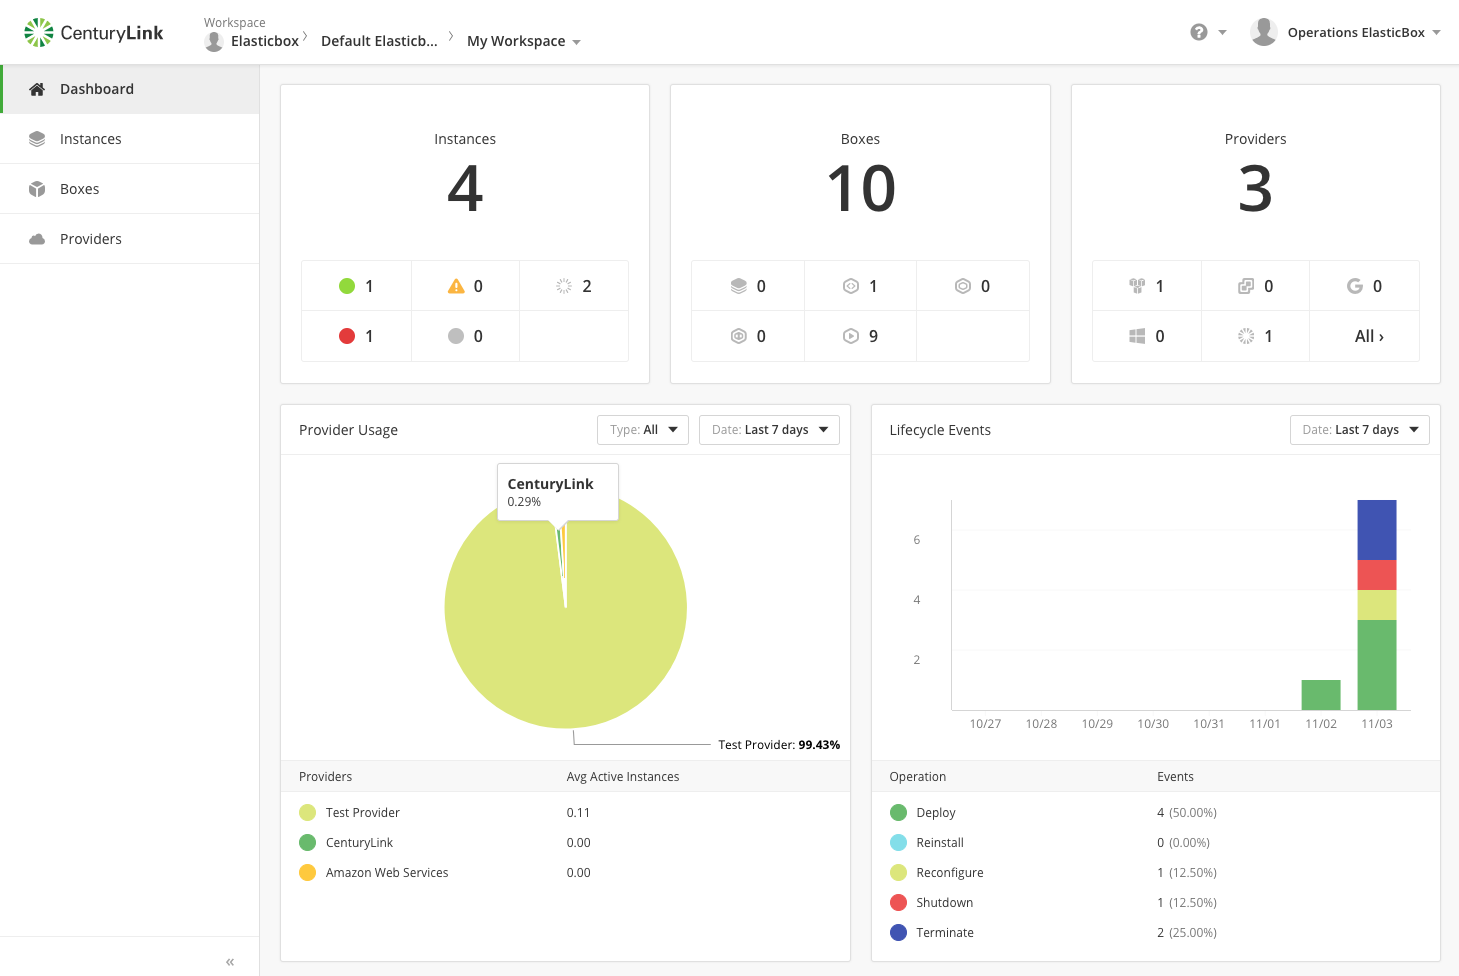 CenturyLink
Workspace
Elasticbox
Default Elasticb...
My Workspace
?
Operations ElasticBox
Dashboard
Instances
Boxes
Providers
«
Instances
4
1
0
2
1
0
Boxes
10
0
1
0
0
9
Providers
3
1
0
0
0
1
All ›
Provider Usage
Type: All
Date: Last 7 days
CenturyLink
0.29%
Test Provider: 99.43%
Providers Avg Active Instances
Test Provider 0.11
CenturyLink 0.00
Amazon Web Services 0.00
Lifecycle Events
Date: Last 7 days
6
4
2
10/27 10/28 10/29 10/30 10/31 11/01 11/02 11/03
Operation Events
Deploy 4 (50.00%)
Reinstall 0 (0.00%)
Reconfigure 1 (12.50%)
Shutdown 1 (12.50%)
Terminate 2 (25.00%)